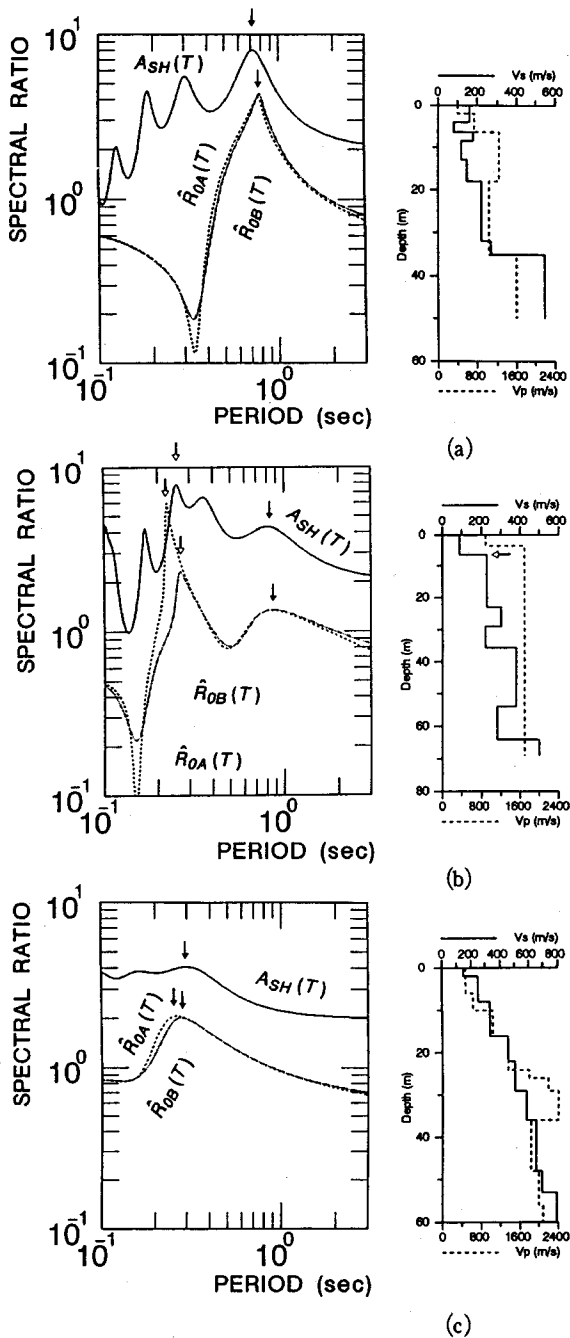 10¹
SPECTRAL RATIO
A_SH(T)
R̂_0A(T)
R̂_0B(T)
10⁰
10⁻¹
10⁻¹ 10⁰
PERIOD (sec)
Vs (m/s)
0 200 400 600
0
20
40
60
Depth (m)
0 800 1600 2400
Vp (m/s)
(a)
10¹
SPECTRAL RATIO
A_SH(T)
10⁰
R̂_0B(T)
R̂_0A(T)
10⁻¹
10⁻¹ 10⁰
PERIOD (sec)
Vs (m/s)
0 200 400 600
0
20
40
60
80
Depth (m)
0 800 1600 2400
Vp (m/s)
(b)
10¹
SPECTRAL RATIO
A_SH(T)
R̂_0A(T)
10⁰
R̂_0B(T)
10⁻¹
10⁻¹ 10⁰
PERIOD (sec)
Vs (m/s)
0 200 400 600 800
0
20
40
60
Depth (m)
0 800 1600 2400
Vp (m/s)
(c)